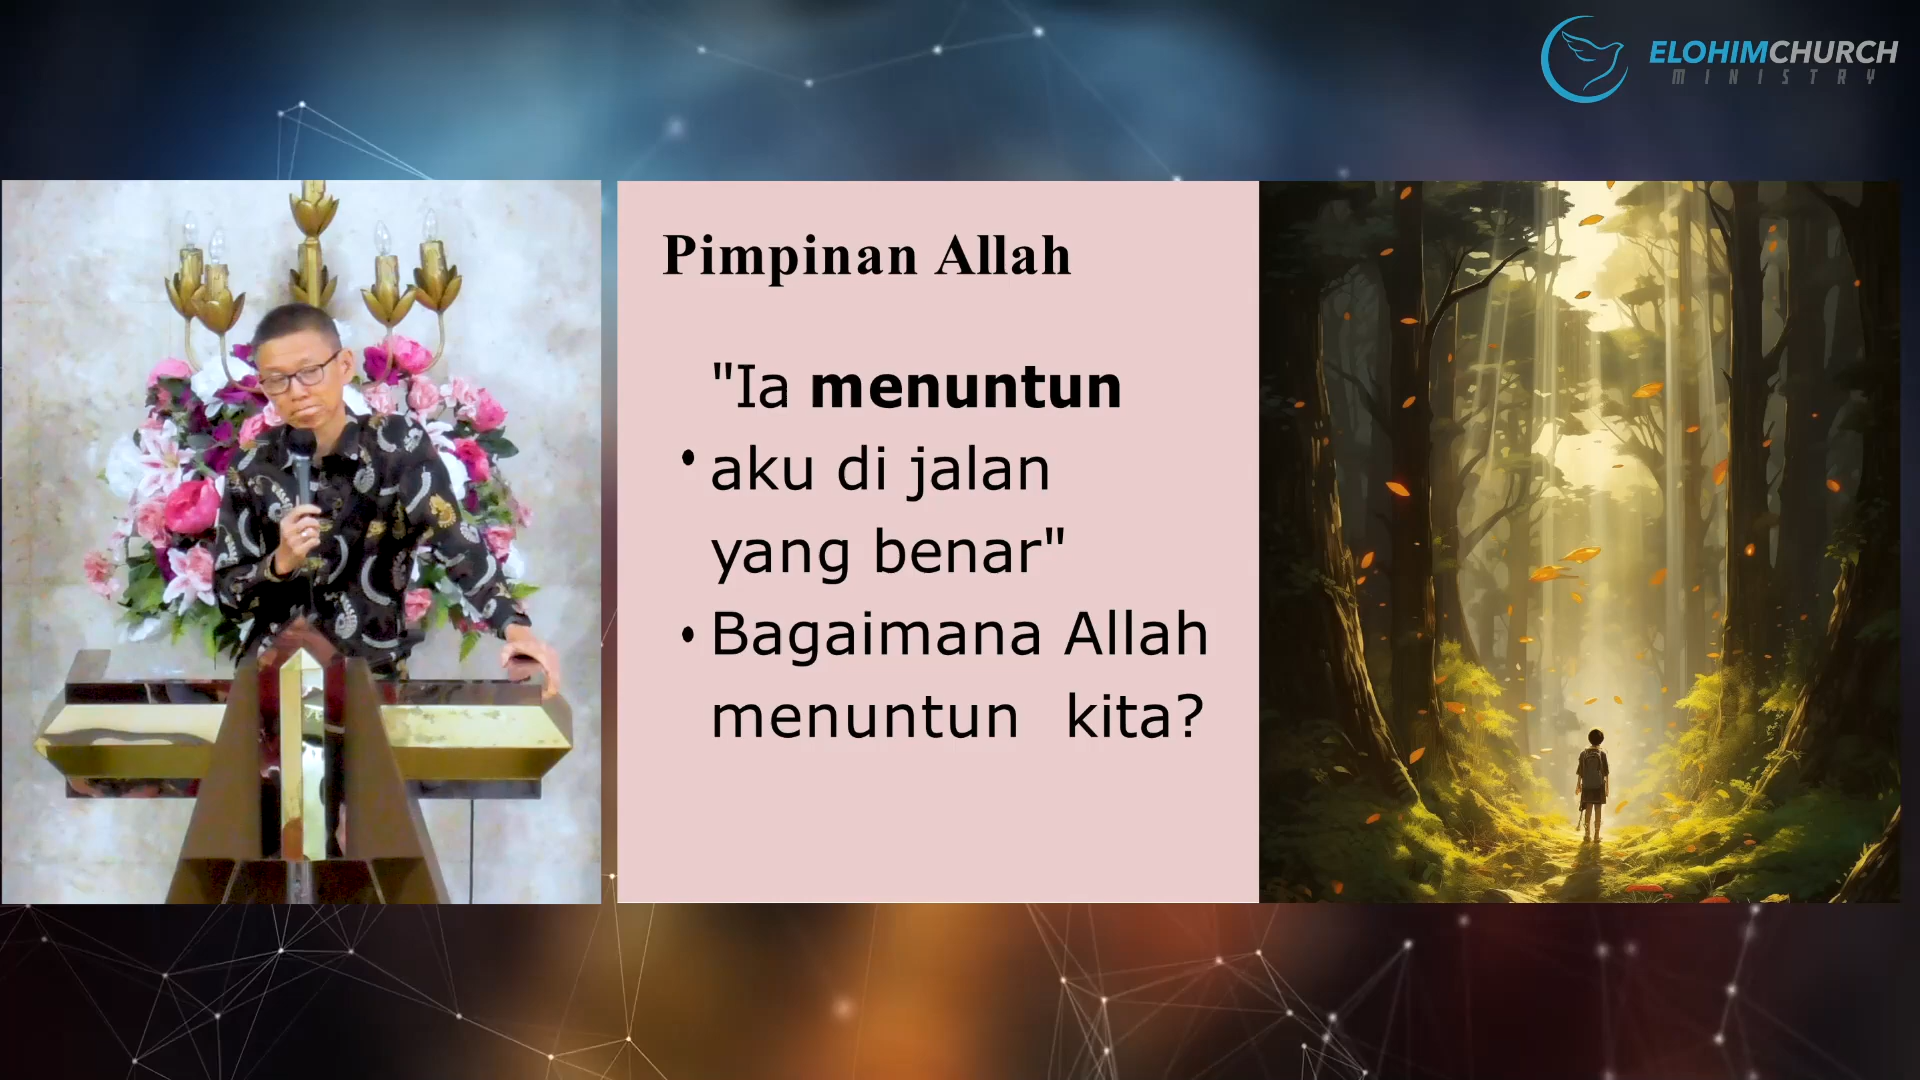 ELOHIMCHURCH
MINISTRY
Pimpinan Allah
"Ia menuntun
• aku di jalan
yang benar"
• Bagaimana Allah
menuntun kita?